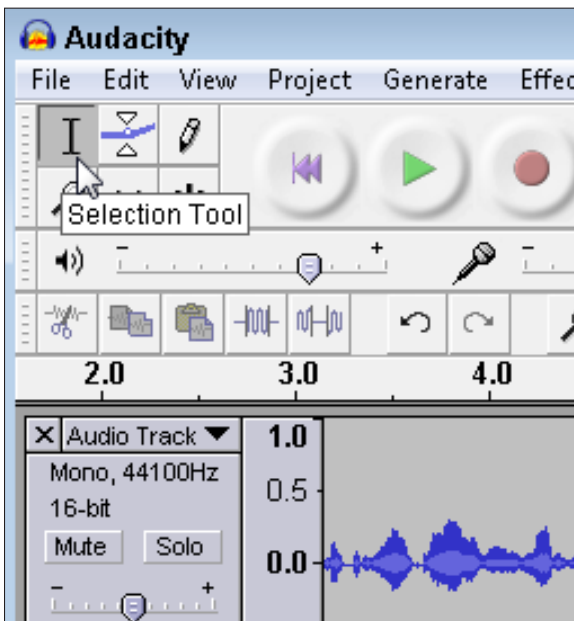 Audacity
File Edit View Project Generate Effec
Selection Tool
- + -
2.0 3.0 4.0
X Audio Track 1.0
Mono, 44100Hz
0.5
16-bit
Mute Solo
0.0
- +